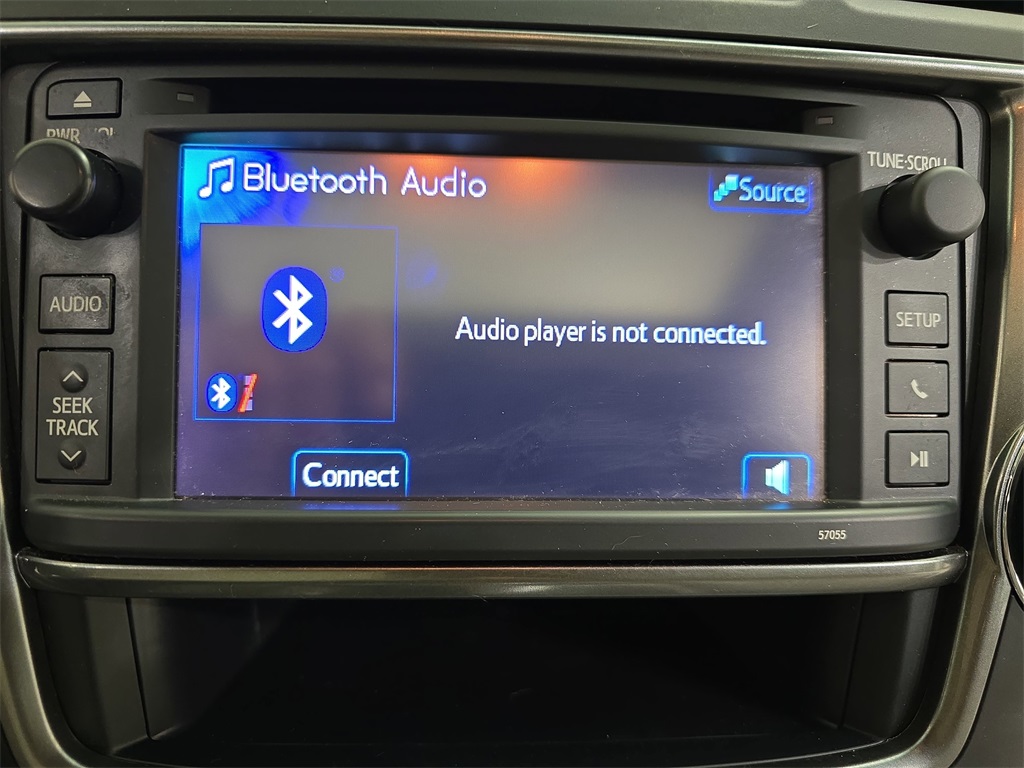 PWR VOL
TUNE·SCROLL
Bluetooth Audio
Source
AUDIO
SETUP
Audio player is not connected.
SEEK
TRACK
Connect
57055